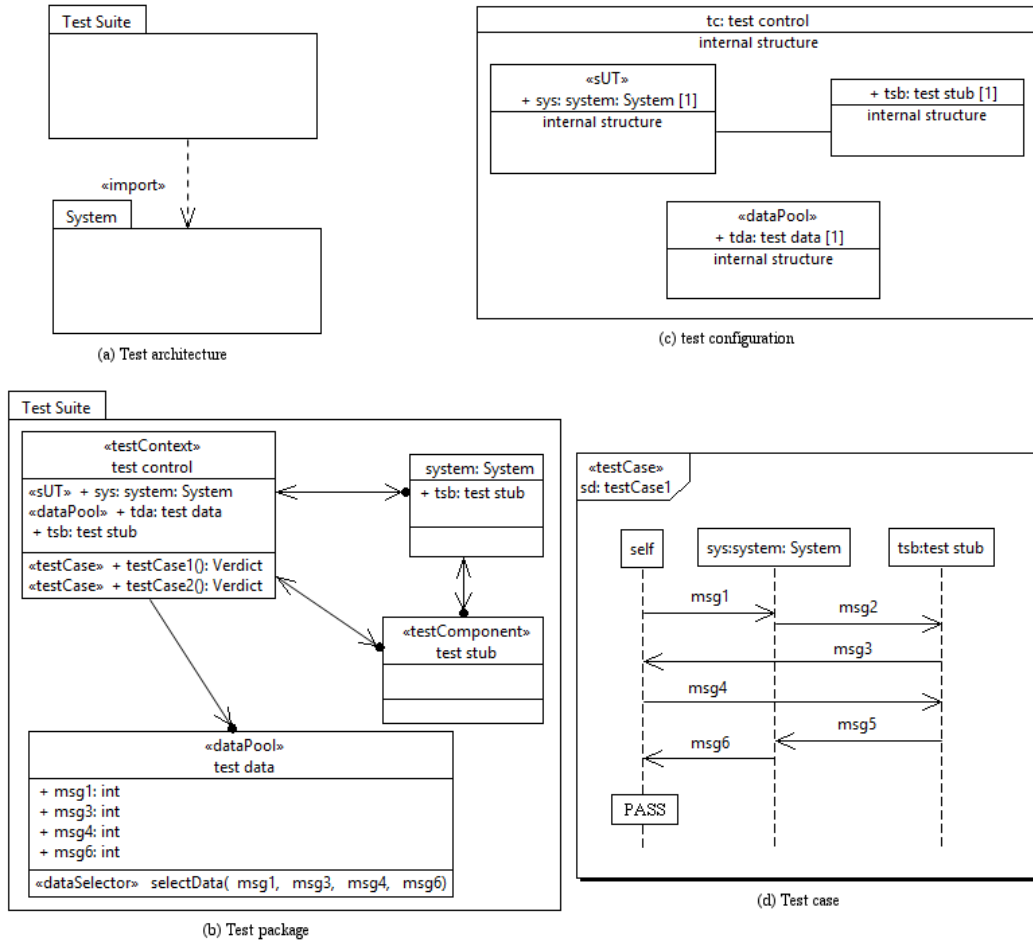 Test Suite
«import»
System
(a) Test architecture
tc: test control
internal structure
«sUT»
+ sys: system: System [1]
internal structure
+ tsb: test stub [1]
internal structure
«dataPool»
+ tda: test data [1]
internal structure
(c) test configuration
Test Suite
«testContext»
test control
«sUT» + sys: system: System
«dataPool» + tda: test data
+ tsb: test stub
«testCase» + testCase1(): Verdict
«testCase» + testCase2(): Verdict
system: System
+ tsb: test stub
«testComponent»
test stub
«dataPool»
test data
+ msg1: int
+ msg3: int
+ msg4: int
+ msg6: int
«dataSelector» selectData( msg1, msg3, msg4, msg6)
(b) Test package
«testCase»
sd: testCase1
self
sys:system: System
tsb:test stub
msg1
msg2
msg3
msg4
msg5
msg6
PASS
(d) Test case